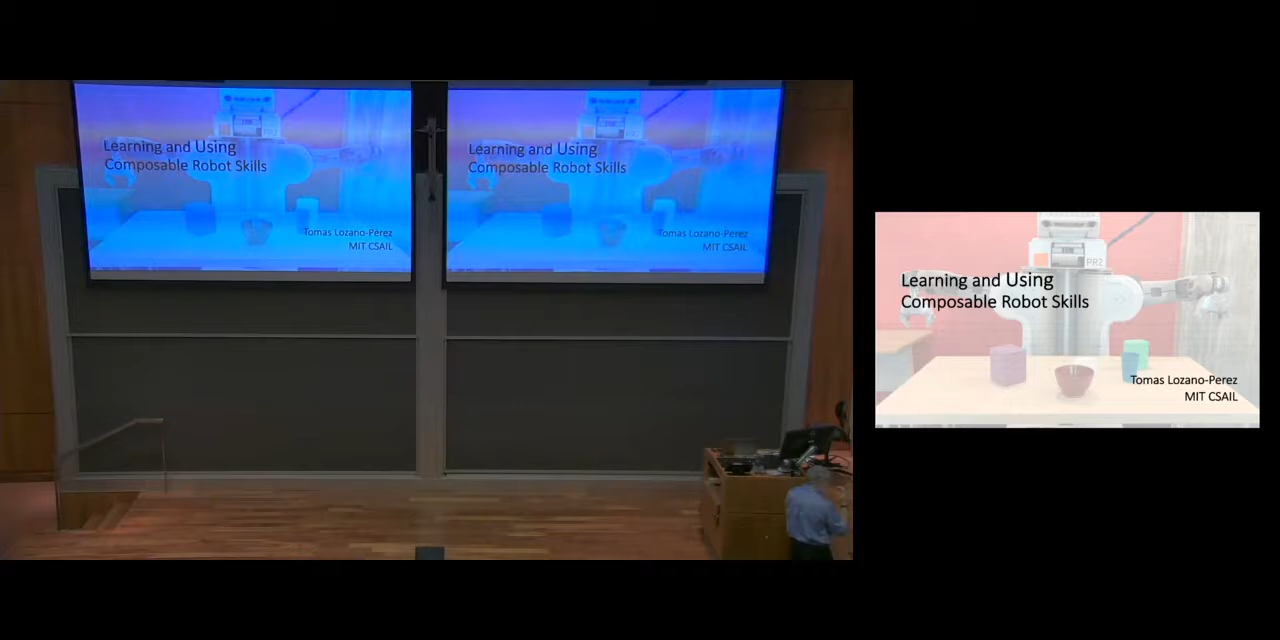 Learning and Using
Composable Robot Skills
Tomas Lozano-Perez
MIT CSAIL
Learning and Using
Composable Robot Skills
Tomas Lozano-Perez
MIT CSAIL
PR2
Learning and Using
Composable Robot Skills
Tomas Lozano-Perez
MIT CSAIL